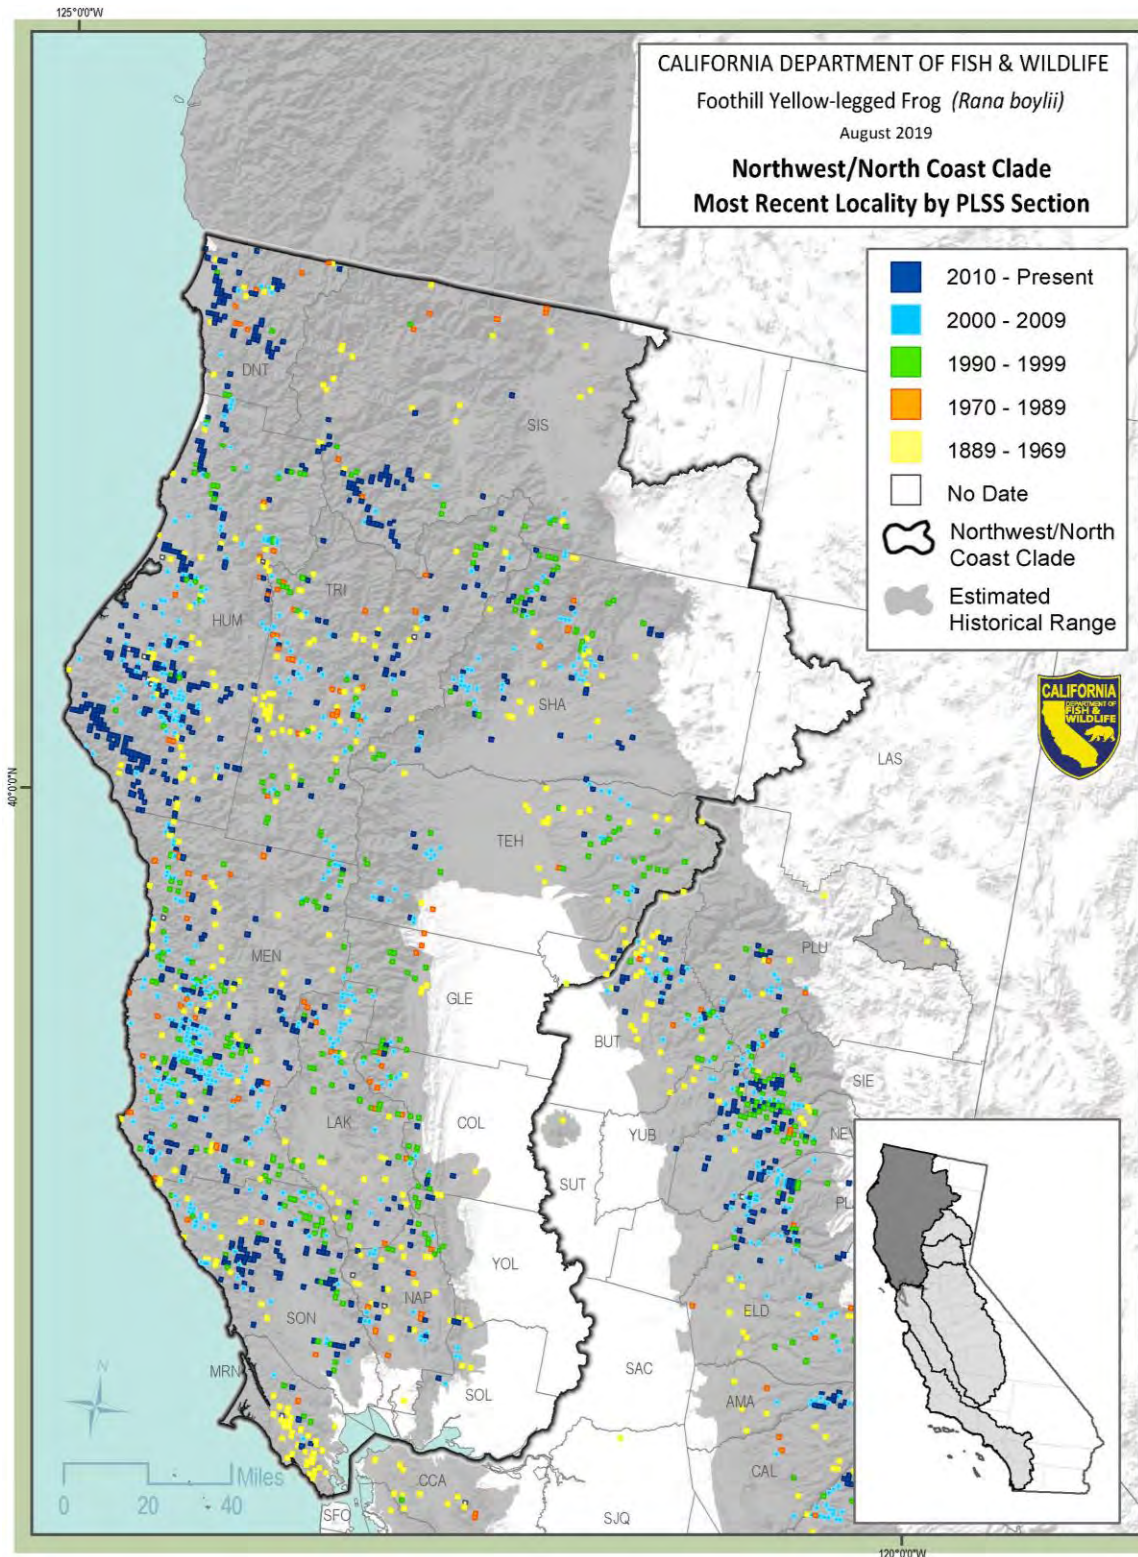 125°0'0"W
CALIFORNIA DEPARTMENT OF FISH & WILDLIFE
Foothill Yellow-legged Frog (Rana boylii)
August 2019
Northwest/North Coast Clade
Most Recent Locality by PLSS Section
2010 - Present
2000 - 2009
1990 - 1999
1970 - 1989
1889 - 1969
No Date
Northwest/North
Coast Clade
Estimated
Historical Range
DNT
SIS
TRI
HUM
SHA
CALIFORNIA
DEPARTMENT OF
FISH &
WILDLIFE
LAS
40°0'0"N
TEH
PLU
MEN
GLE
BUT
SIE
LAK
COL
YUB
NEV
SUT
YOL
NAP
SON
ELD
MRN
SAC
SOL
AMA
N
CAL
CCA
Miles
0 20 40
SFO
SJQ
120°0'0"W